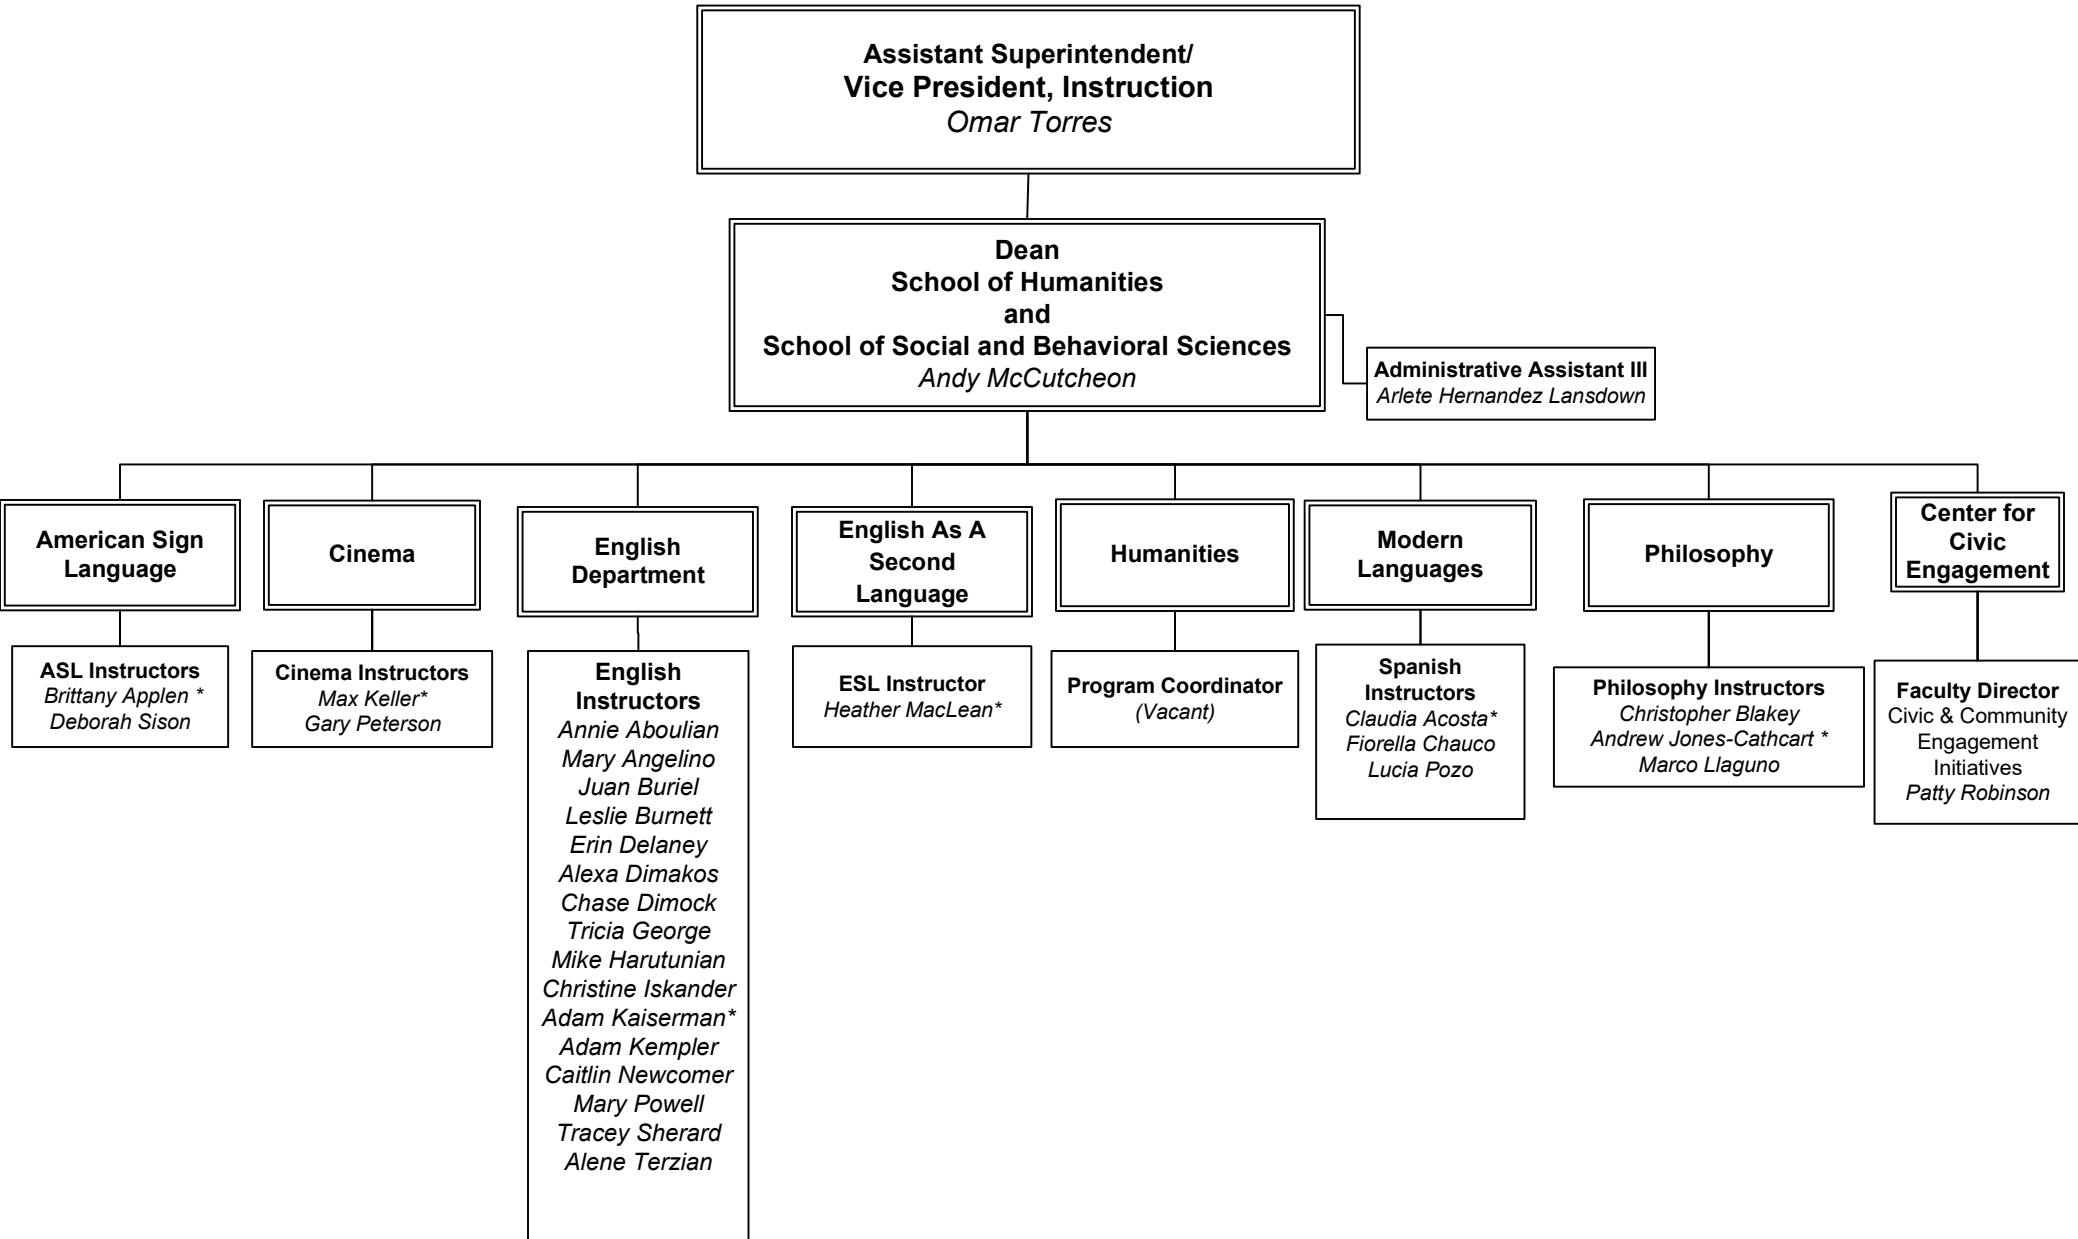 Assistant Superintendent/
Vice President, Instruction
Omar Torres
Dean
School of Humanities
and
School of Social and Behavioral Sciences
Andy McCutcheon
Administrative Assistant III
Arlete Hernandez Lansdown
American Sign
Language
Cinema
English
Department
English As A
Second
Language
Humanities
Modern
Languages
Philosophy
Center for
Civic
Engagement
ASL Instructors
Brittany Applen *
Deborah Sison
Cinema Instructors
Max Keller*
Gary Peterson
English
Instructors
Annie Aboulian
Mary Angelino
Juan Buriel
Leslie Burnett
Erin Delaney
Alexa Dimakos
Chase Dimock
Tricia George
Mike Harutunian
Christine Iskander
Adam Kaiserman*
Adam Kempler
Caitlin Newcomer
Mary Powell
Tracey Sherard
Alene Terzian
ESL Instructor
Heather MacLean*
Program Coordinator
(Vacant)
Spanish
Instructors
Claudia Acosta*
Fiorella Chauco
Lucia Pozo
Philosophy Instructors
Christopher Blakey
Andrew Jones-Cathcart *
Marco Llaguno
Faculty Director
Civic & Community
Engagement
Initiatives
Patty Robinson